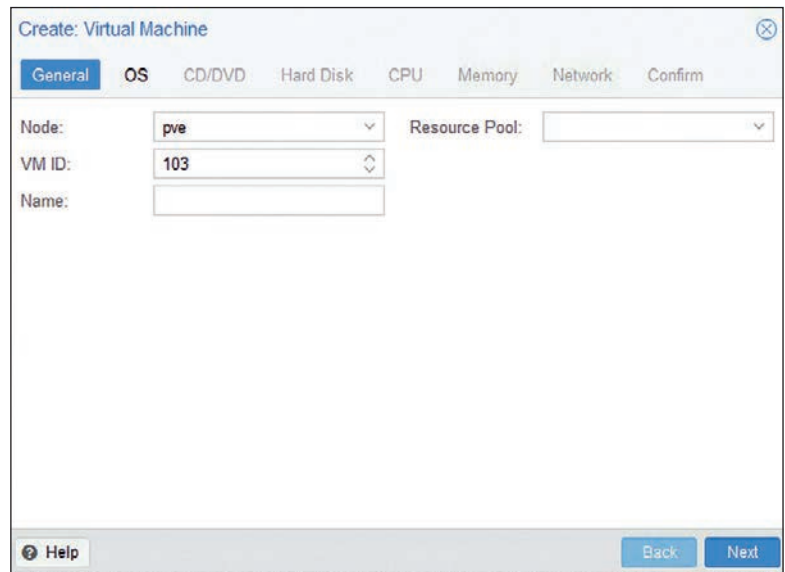 Create: Virtual Machine
General OS CD/DVD Hard Disk CPU Memory Network Confirm
Node: pve Resource Pool:
VM ID: 103
Name:
Help Back Next